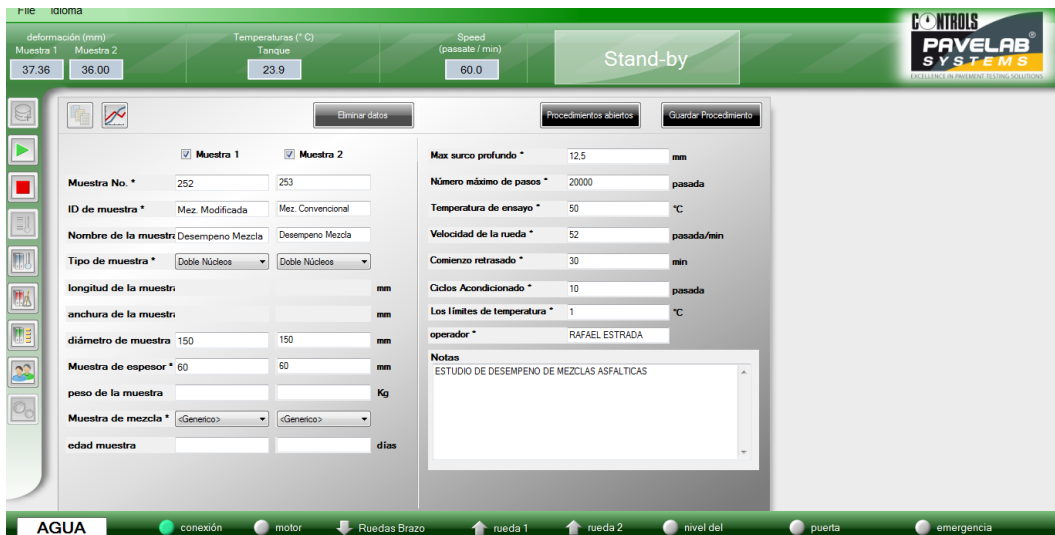 File Idioma
deformación (mm)
Muestra 1 Muestra 2
37.36 36.00
Temperaturas (° C)
Tanque
23.9
Speed
(passate / min)
60.0
Stand-by
CONTROLS
PAVELAB®
SYSTEMS
EXCELLENCE IN PAVEMENT TESTING SOLUTIONS
Eliminar datos
Procedimientos abiertos
Guardar Procedimiento
Muestra 1 Muestra 2
Muestra No. * 252 253
ID de muestra * Mez. Modificada Mez. Convencional
Nombre de la muestra Desempeno Mezcla Desempeno Mezcla
Tipo de muestra * Doble Núcleos Doble Núcleos
longitud de la muestra mm
anchura de la muestra mm
diámetro de muestra 150 150 mm
Muestra de espesor * 60 60 mm
peso de la muestra Kg
Muestra de mezcla * <Generico> <Generico>
edad muestra días
Max surco profundo * 12,5 mm
Número máximo de pasos * 20000 pasada
Temperatura de ensayo * 50 °C
Velocidad de la rueda * 52 pasada/min
Comienzo retrasado * 30 min
Ciclos Acondicionado * 10 pasada
Los límites de temperatura * 1 °C
operador * RAFAEL ESTRADA
Notas
ESTUDIO DE DESEMPENO DE MEZCLAS ASFALTICAS
AGUA conexión motor Ruedas Brazo rueda 1 rueda 2 nivel del puerta emergencia